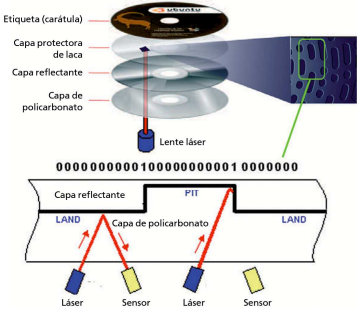 Etiqueta (carátula)
ubuntu
Capa protectora
de laca
Capa reflectante
Capa de
policarbonato
Lente láser
00000000001000000000001 0000000
Capa reflectante
PIT
LAND
Capa de policarbonato
LAND
Láser
Sensor
Láser
Sensor